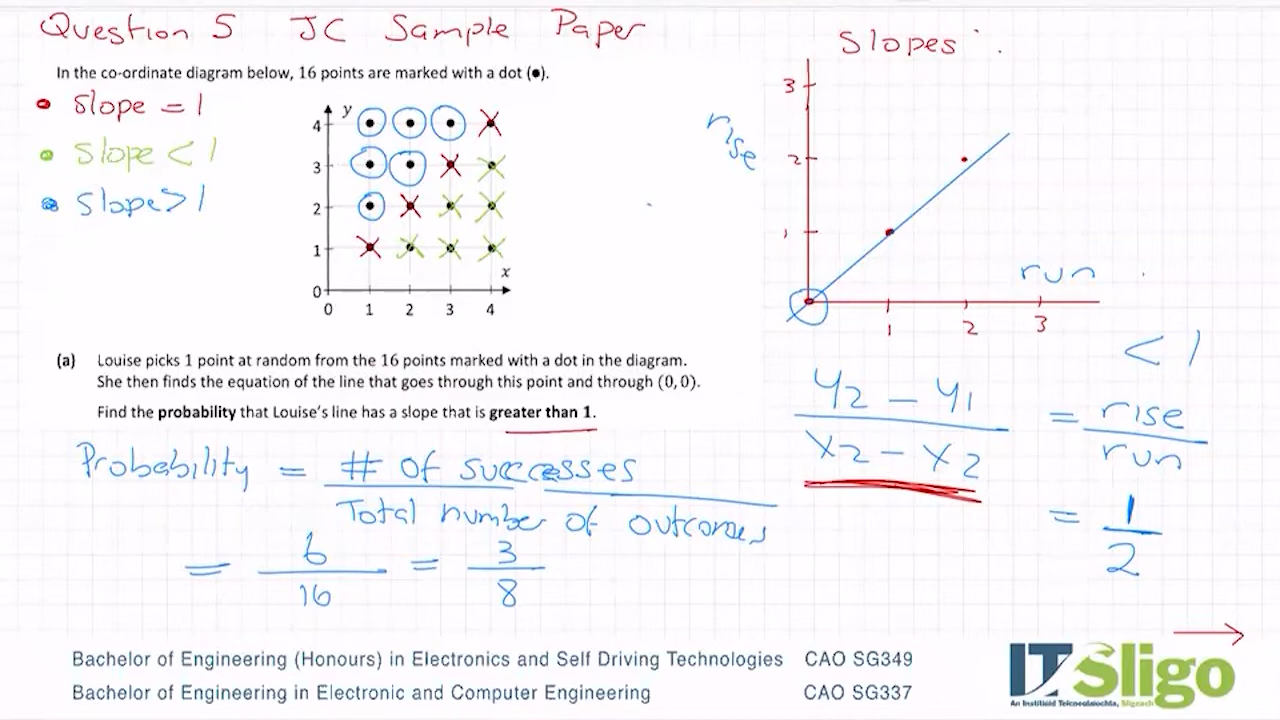 Question 5 JC Sample Paper
In the co-ordinate diagram below, 16 points are marked with a dot (●).
slope = 1
slope < 1
slope > 1
y
4
3
2
1
0
0 1 2 3 4
x
(a) Louise picks 1 point at random from the 16 points marked with a dot in the diagram.
She then finds the equation of the line that goes through this point and through (0, 0).
Find the probability that Louise's line has a slope that is greater than 1.
Probability = # of successes
Total number of outcomes
= 6/16 = 3/8
Slopes :
rise
3
2
1
run
1 2 3
< 1
y2 - y1 = rise
x2 - x2 run
= 1/2
Bachelor of Engineering (Honours) in Electronics and Self Driving Technologies CAO SG349
Bachelor of Engineering in Electronic and Computer Engineering CAO SG337
IT Sligo
An Institiúid Teicneolaíochta, Sligeach